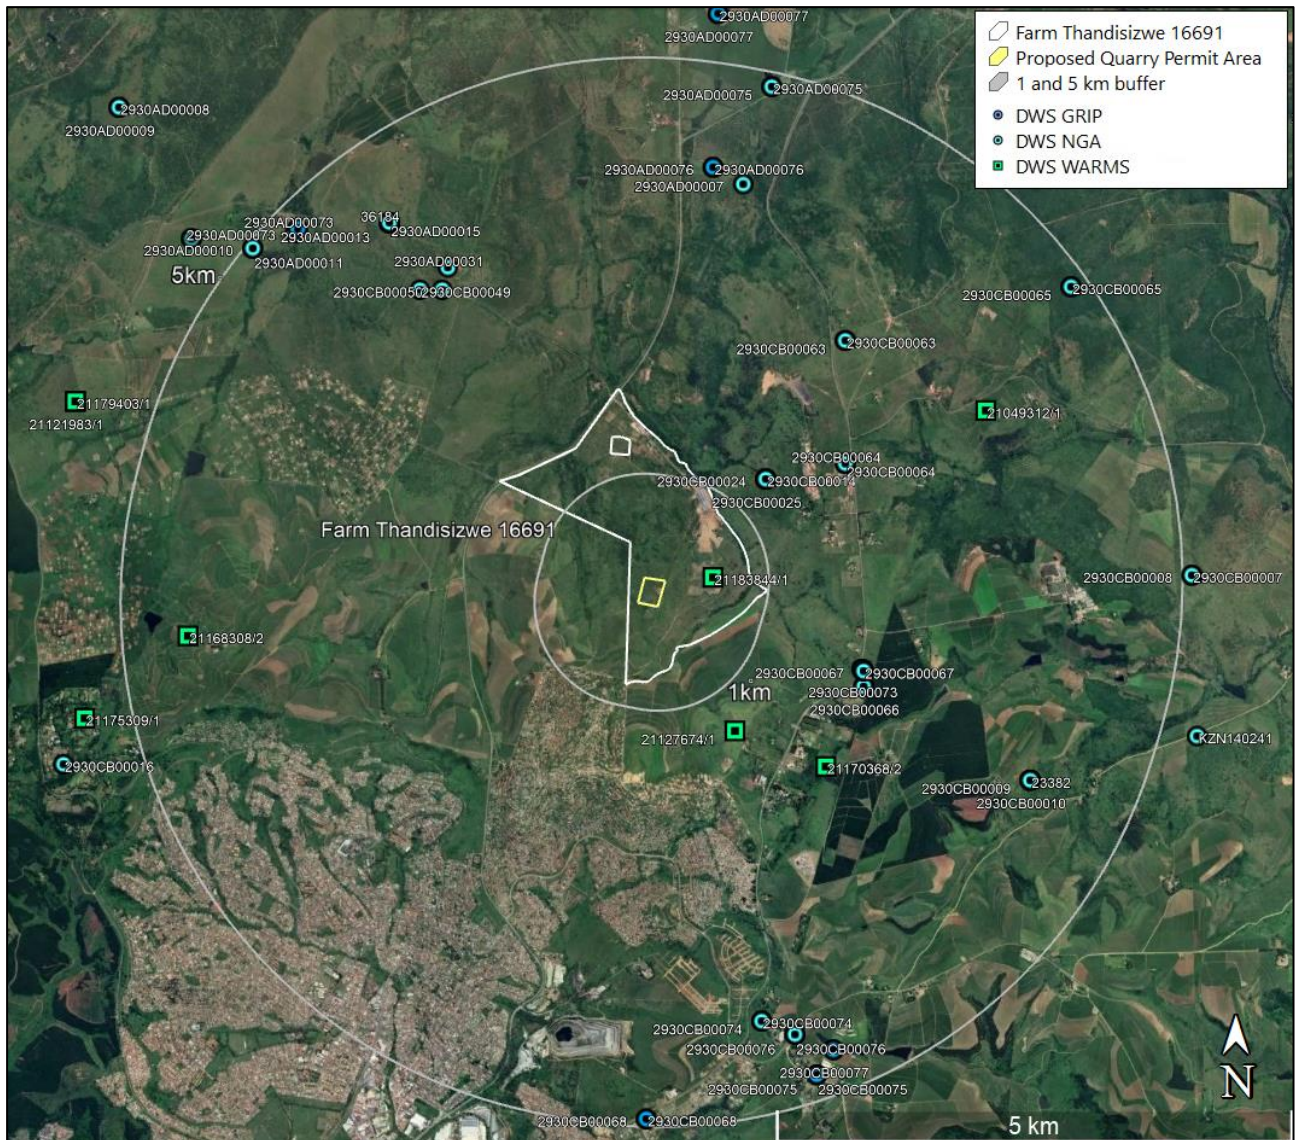 2930AD00077
2930AD00077
Farm Thandisizwe 16691
Proposed Quarry Permit Area
1 and 5 km buffer
DWS GRIP
DWS NGA
DWS WARMS
2930AD00075
2930AD00075
2930AD00008
2930AD00009
2930AD00076
2930AD00076
2930AD00007
36184
2930AD00073
2930AD00015
2930AD00073
2930AD00013
2930AD00010
2930AD00011
2930AD00031
5km
2930CB00050
2930CB00049
2930CB00065
2930CB00065
2930CB00063
2930CB00063
21179403/1
21121983/1
21049312/1
2930CB00064
2930CB00064
2930CB00024
2930CB00014
2930CB00025
Farm Thandisizwe 16691
21183844/1
2930CB00008
2930CB00007
21168308/2
2930CB00067
2930CB00067
1km
2930CB00073
2930CB00066
21175309/1
21127674/1
KZN140241
2930CB00016
21170368/2
2930CB00009
23382
2930CB00010
2930CB00074
2930CB00074
2930CB00076
2930CB00076
2930CB00077
2930CB00075
2930CB00075
N
2930CB00068
2930CB00068
5 km